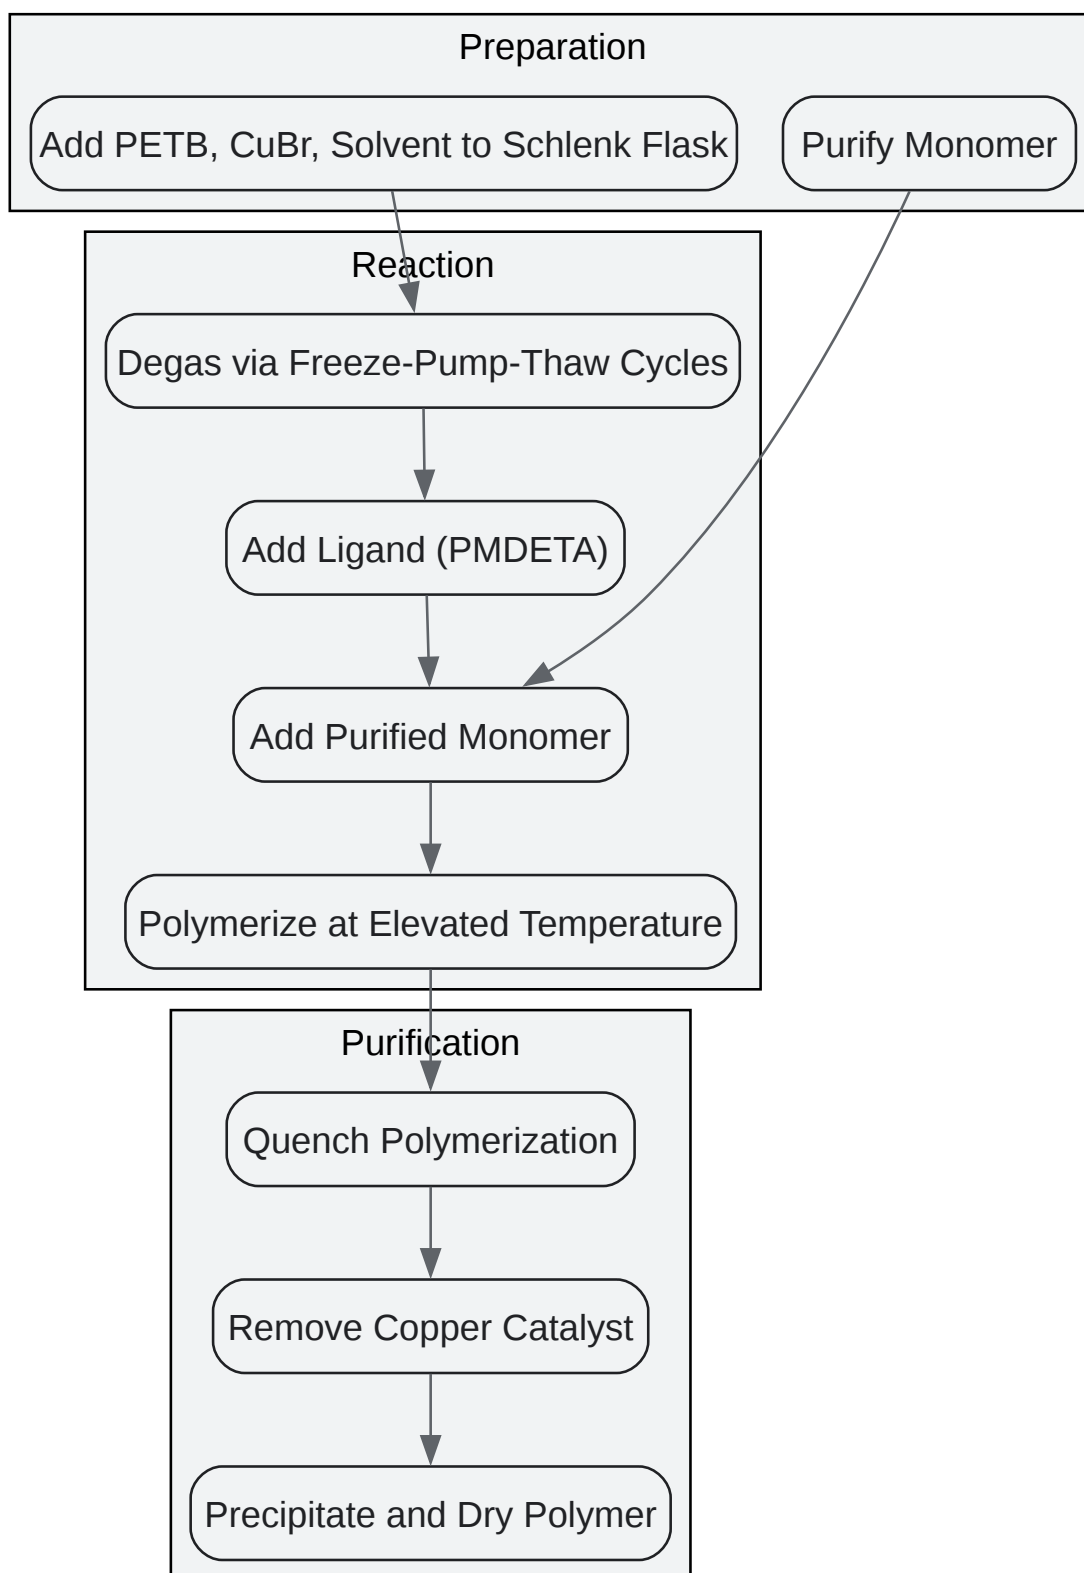 Preparation
Add PETB, CuBr, Solvent to Schlenk Flask
Purify Monomer
Reaction
Degas via Freeze-Pump-Thaw Cycles
Add Ligand (PMDETA)
Add Purified Monomer
Polymerize at Elevated Temperature
Purification
Quench Polymerization
Remove Copper Catalyst
Precipitate and Dry Polymer